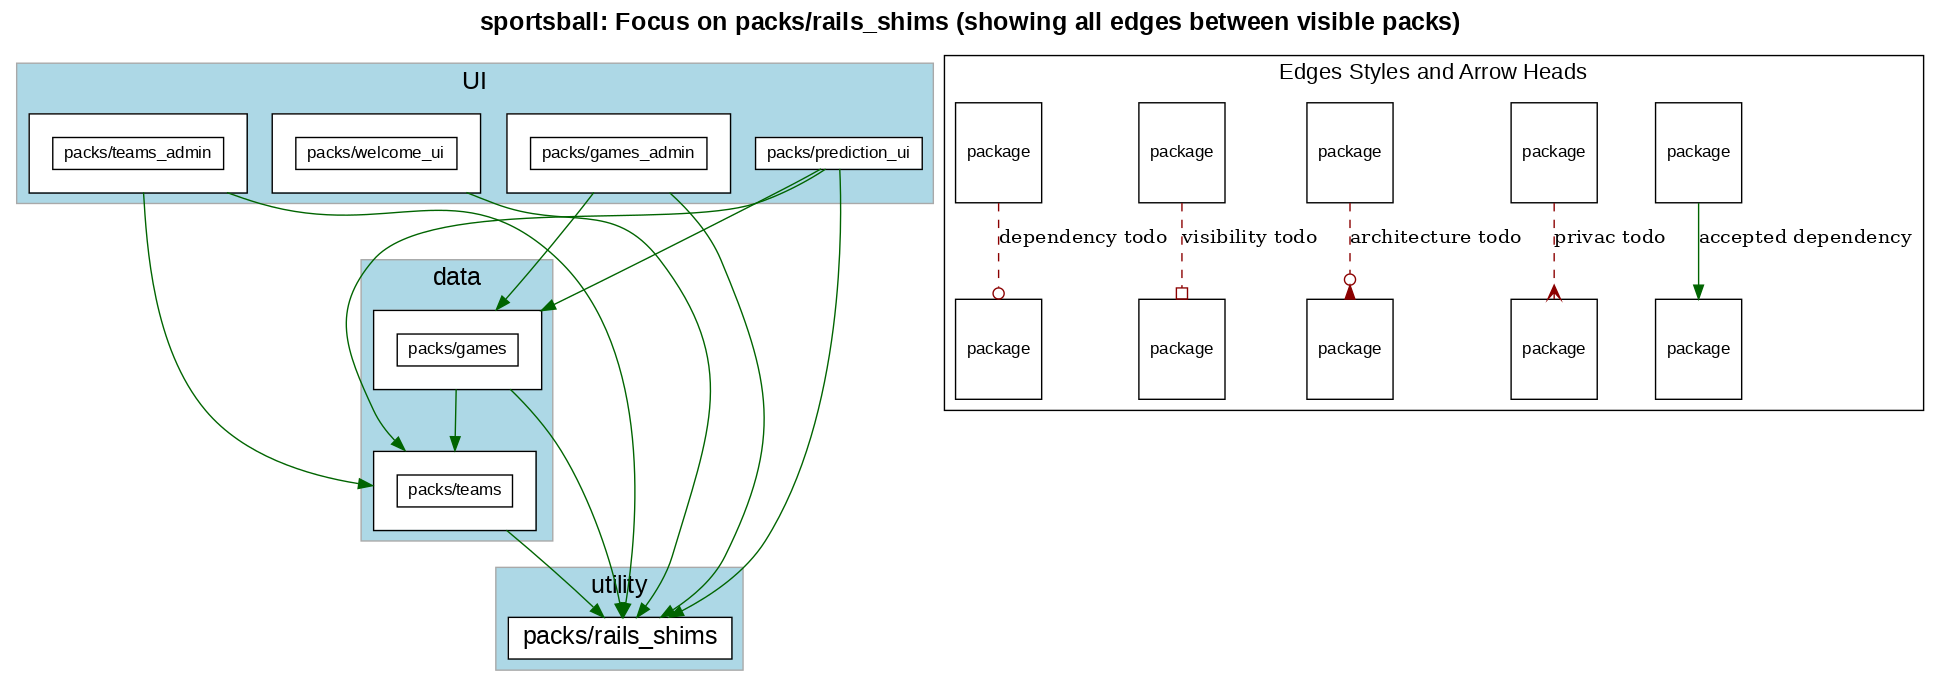 sportsball: Focus on packs/rails_shims (showing all edges between visible packs)
UI
packs/teams_admin
packs/welcome_ui
packs/games_admin
packs/prediction_ui
data
packs/games
packs/teams
utility
packs/rails_shims
Edges Styles and Arrow Heads
package
package
package
package
package
dependency todo
visibility todo
architecture todo
privac todo
accepted dependency
package
package
package
package
package